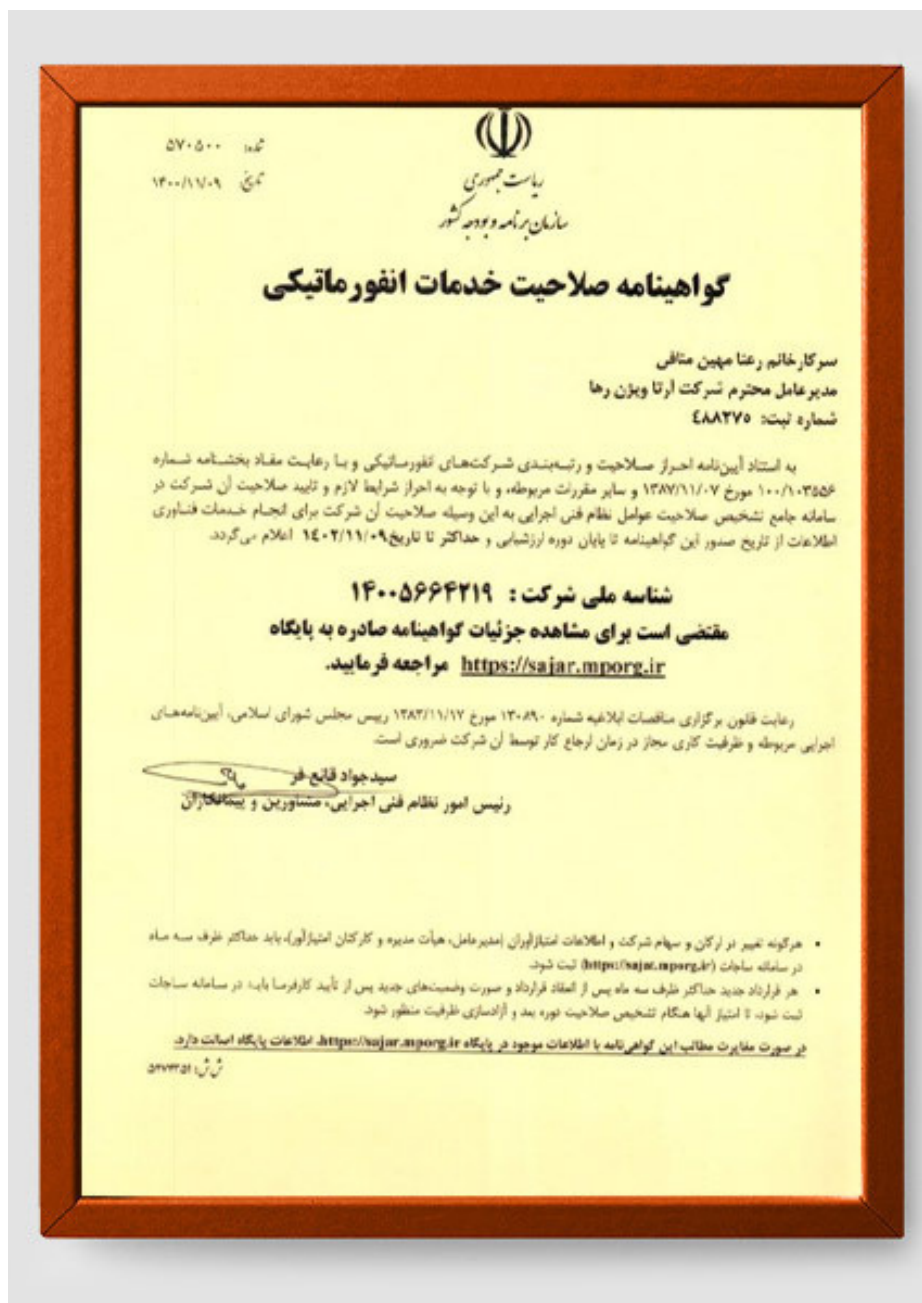 شماره: ۵۷۰۵۰۰
تاریخ ۱۴۰۰/۱۱/۰۹
ریاست جمهوری
سازمان برنامه و بودجه کشور
گواهینامه صلاحیت خدمات انفورماتیکی
سرکار خانم رعنا مهین متاقی
مدیرعامل محترم شرکت آرتا ویژن رها
شماره ثبت: ٤٨٨٢٧٥
به استناد آیین‌نامه احراز صلاحیت و رتبه‌بندی شرکت‌های انفورماتیکی و با رعایت مفاد بخشنامه شماره
۱۰۰/۱۰۳۵۵۶ مورخ ۱۳۸۷/۱۱/۰۷ و سایر مقررات مربوطه، و با توجه به احراز شرایط لازم و تایید صلاحیت آن شرکت در
سامانه جامع تشخیص صلاحیت عوامل نظام فنی اجرایی به این وسیله صلاحیت آن شرکت برای انجام خدمات فناوری
اطلاعات از تاریخ صدور این گواهینامه تا پایان دوره ارزشیابی و حداکثر تا تاریخ ۱٤۰۲/۱۱/۰۹ اعلام می‌گردد.
شناسه ملی شرکت : ۱۴۰۰۵۶۶۴۲۱۹
مقتضی است برای مشاهده جزئیات گواهینامه صادره به پایگاه
https://sajar.mporg.ir مراجعه فرمایید.
رعایت قانون برگزاری مناقصات ابلاغیه شماره ۱۳۰۸۹۰ مورخ ۱۳۸۳/۱۱/۱۷ رییس مجلس شورای اسلامی، آیین‌نامه‌های
اجرایی مربوطه و ظرفیت کاری مجاز در زمان ارجاع کار توسط آن شرکت ضروری است.
سیدجواد قانع فر
رئیس امور نظام فنی اجرایی، مشاورین و پیمانکاران
• هرگونه تغییر در ارکان و سهام شرکت و اطلاعات امتیازآوران (مدیرعامل، هیأت مدیره و کارکنان امتیازآور)، باید حداکثر ظرف سه ماه
در سامانه ساجات (https://sajar.mporg.ir) ثبت شود.
• هر قرارداد جدید حداکثر ظرف سه ماه پس از انعقاد قرارداد و صورت وضعیت‌های جدید پس از تأیید کارفرما باید در سامانه ساجات
ثبت شود، تا امتیاز آنها هنگام تشخیص صلاحیت دوره بعد و آزادسازی ظرفیت منظور شود.
در صورت مغایرت مطالب این گواهی‌نامه با اطلاعات موجود در پایگاه https://sajar.mporg.ir، اطلاعات پایگاه اصالت دارد.
ش ش: ۵۲۷۳۳۵۱